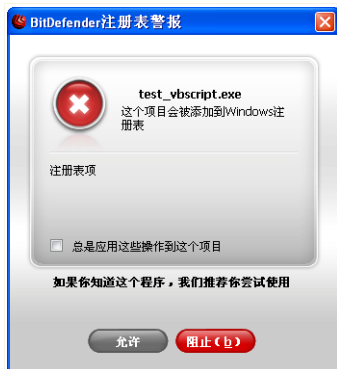 BitDefender注册表警报
test_vbscript.exe
这个项目会被添加到Windows注
册表
注册表项
总是应用这些操作到这个项目
如果你知道这个程序，我们推荐你尝试使用
允许
阻止(b)